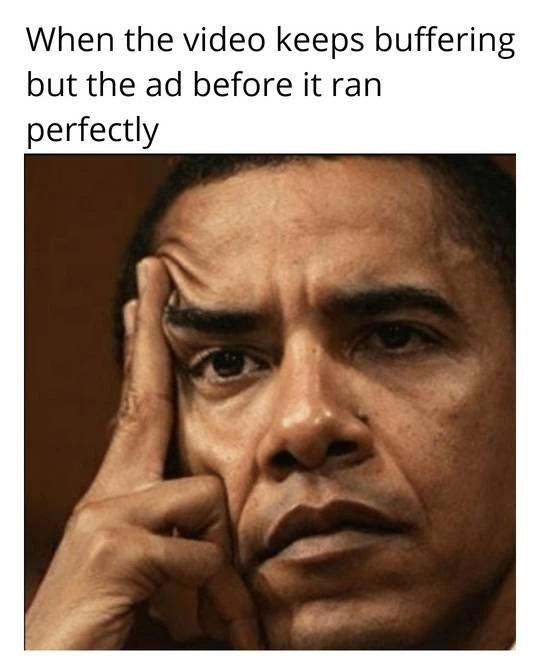 When the video keeps buffering
but the ad before it ran
perfectly